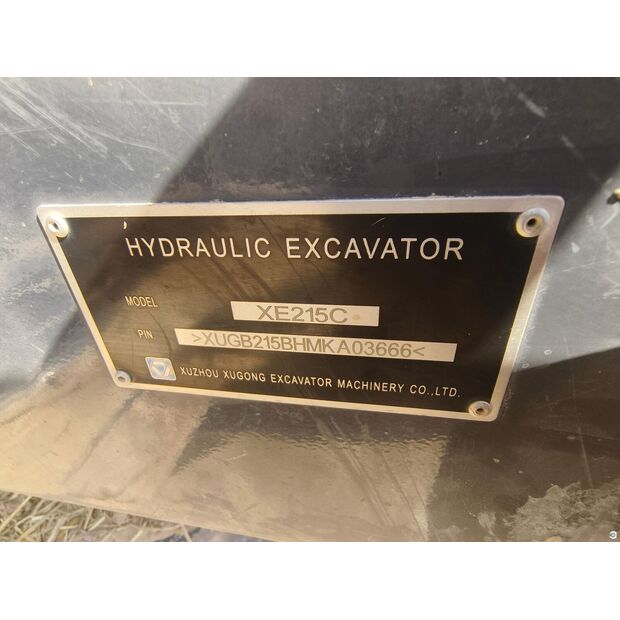 HYDRAULIC EXCAVATOR
MODEL XE215C
PIN >XUGB215BHMKA03666<
XUZHOU XUGONG EXCAVATOR MACHINERY CO.,LTD.